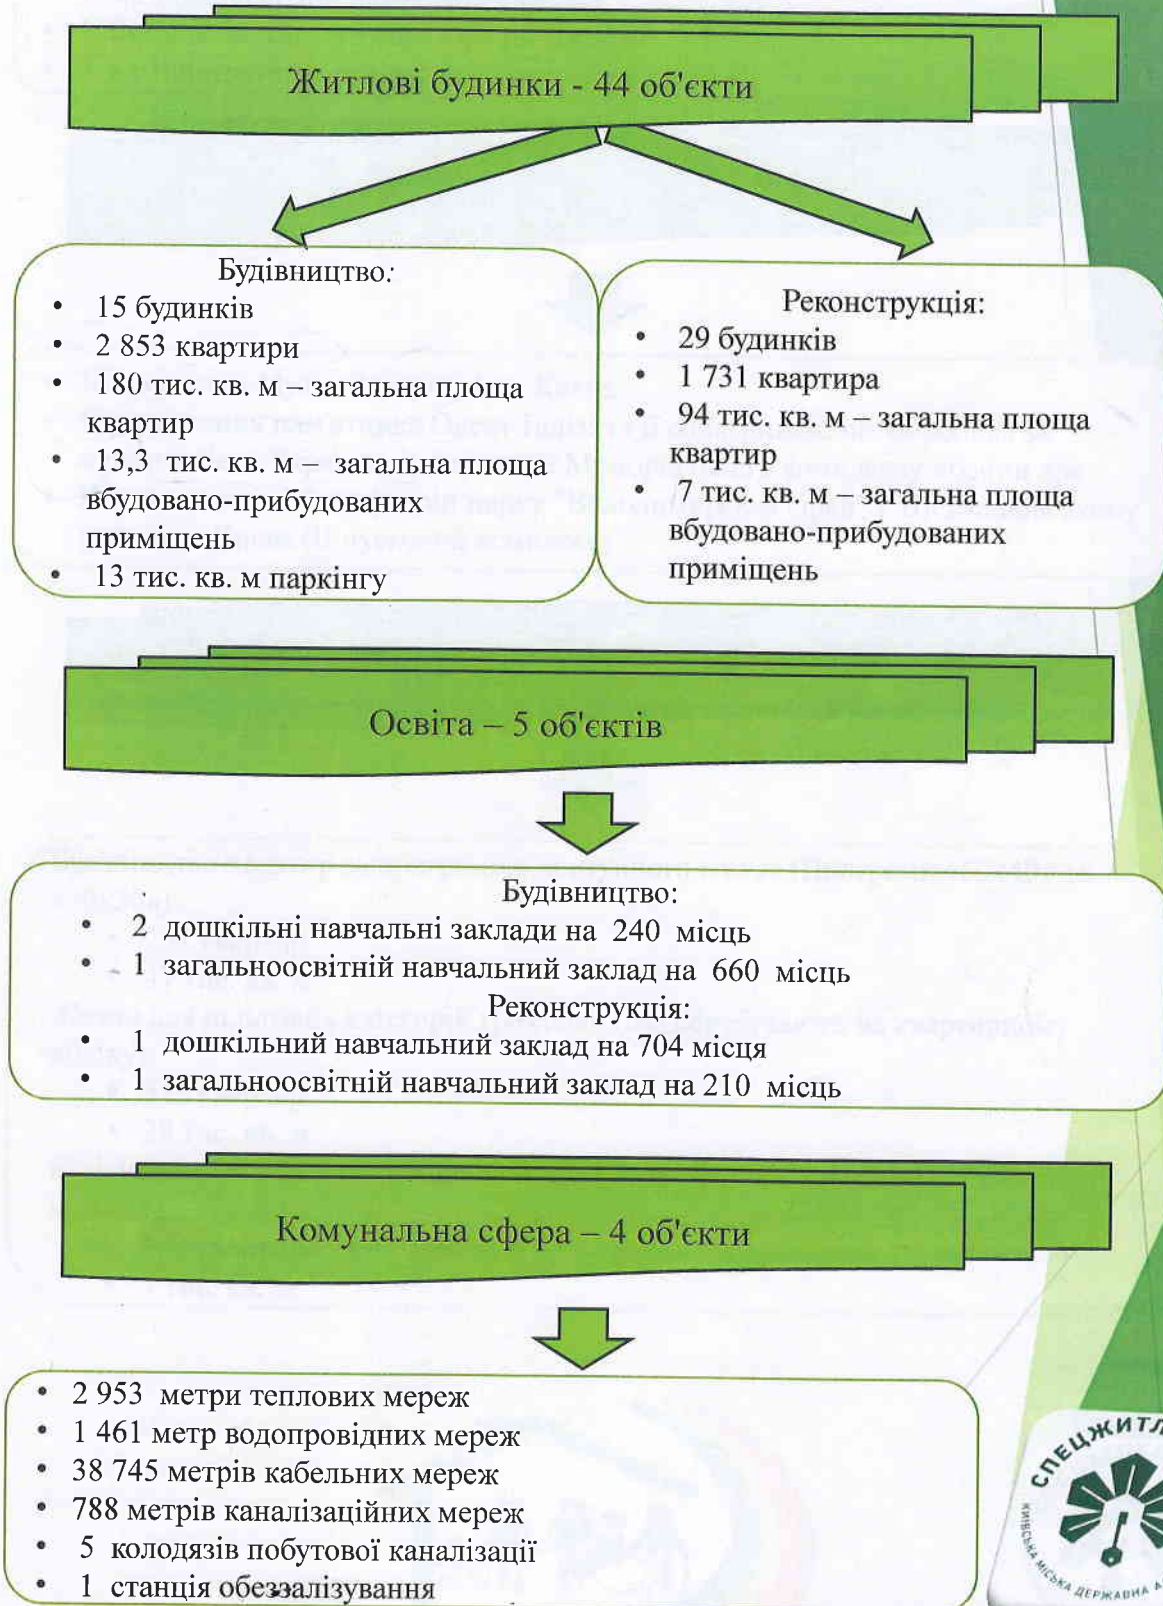 Житлові будинки - 44 об'єкти
Будівництво:
• 15 будинків
• 2 853 квартири
• 180 тис. кв. м – загальна площа
квартир
• 13,3 тис. кв. м – загальна площа
вбудовано-прибудованих
приміщень
• 13 тис. кв. м паркінгу
Реконструкція:
• 29 будинків
• 1 731 квартира
• 94 тис. кв. м – загальна площа
квартир
• 7 тис. кв. м – загальна площа
вбудовано-прибудованих
приміщень
Освіта – 5 об'єктів
Будівництво:
• 2 дошкільні навчальні заклади на 240 місць
• 1 загальноосвітній навчальний заклад на 660 місць
Реконструкція:
• 1 дошкільний навчальний заклад на 704 місця
• 1 загальноосвітній навчальний заклад на 210 місць
Комунальна сфера – 4 об'єкти
• 2 953 метри теплових мереж
• 1 461 метр водопровідних мереж
• 38 745 метрів кабельних мереж
• 788 метрів каналізаційних мереж
• 5 колодязів побутової каналізації
• 1 станція обеззалізування
СПЕЦЖИТЛ
КИЇВСЬКА МІСЬКА ДЕРЖАВНА А